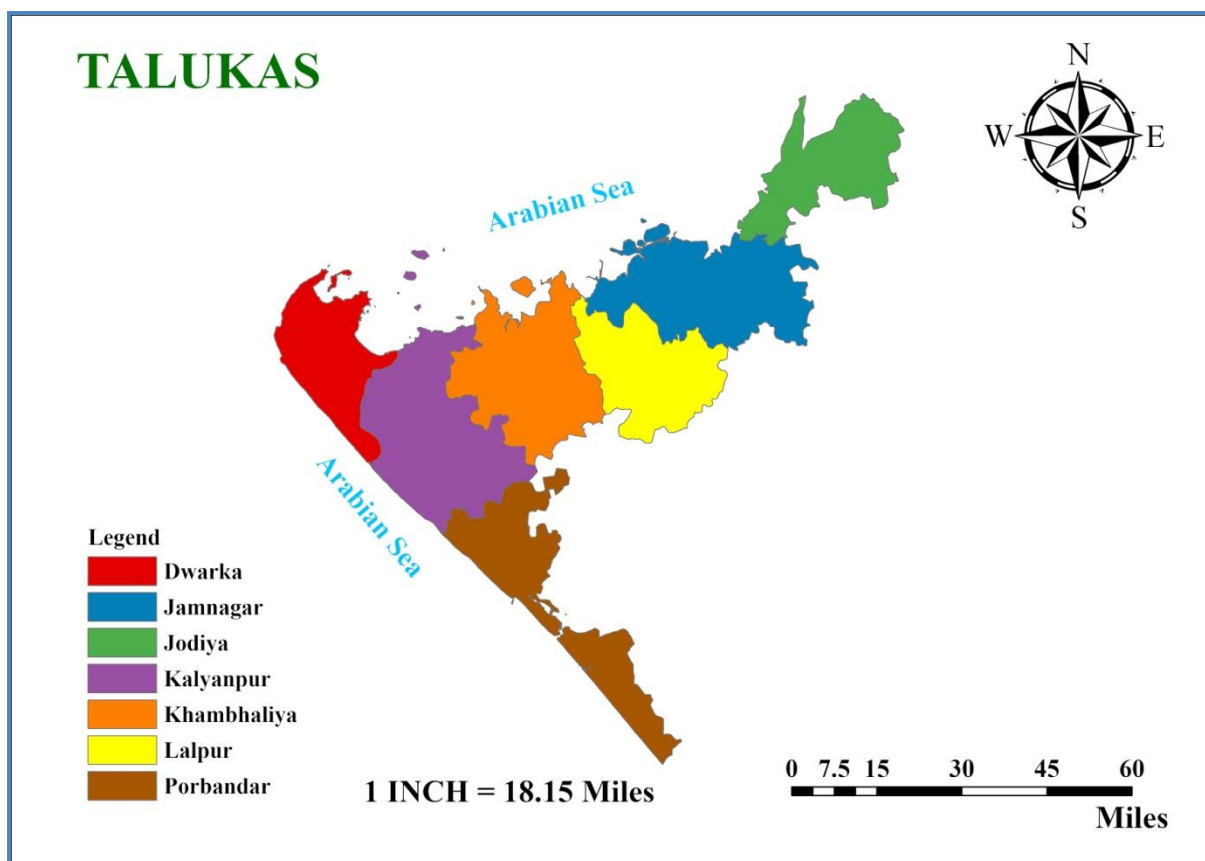 TALUKAS
N
W E
S
Arabian Sea
Arabian Sea
Legend
Dwarka
Jamnagar
Jodiya
Kalyanpur
Khambhaliya
Lalpur
Porbandar
1 INCH = 18.15 Miles
0 7.5 15 30 45 60
Miles